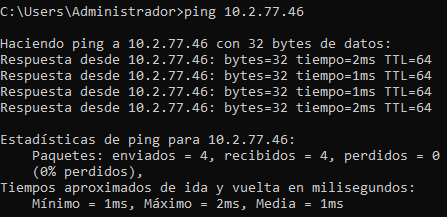 C:\Users\Administrador>ping 10.2.77.46
Haciendo ping a 10.2.77.46 con 32 bytes de datos:
Respuesta desde 10.2.77.46: bytes=32 tiempo=2ms TTL=64
Respuesta desde 10.2.77.46: bytes=32 tiempo=1ms TTL=64
Respuesta desde 10.2.77.46: bytes=32 tiempo=1ms TTL=64
Respuesta desde 10.2.77.46: bytes=32 tiempo=2ms TTL=64
Estadísticas de ping para 10.2.77.46:
    Paquetes: enviados = 4, recibidos = 4, perdidos = 0
    (0% perdidos),
Tiempos aproximados de ida y vuelta en milisegundos:
    Mínimo = 1ms, Máximo = 2ms, Media = 1ms